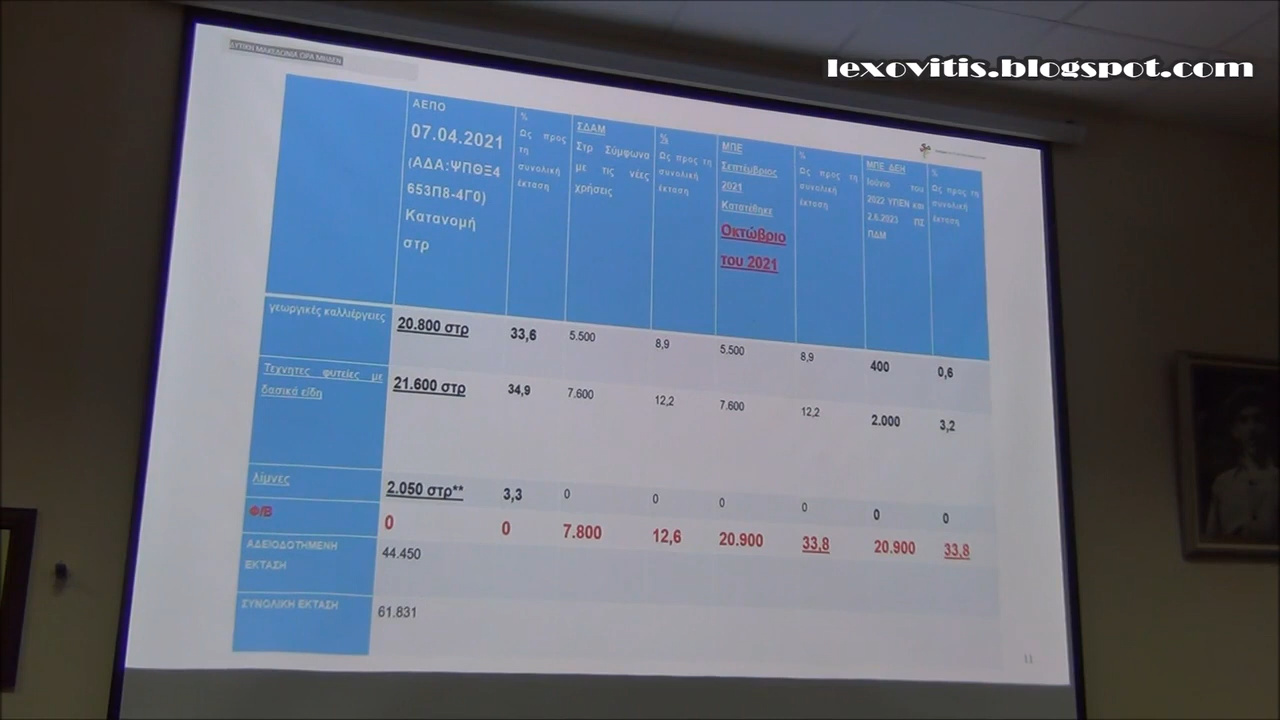 lexovitis.blogspot.com
ΔΥΤΙΚΗ ΜΑΚΕΔΟΝΙΑ ΩΡΑ ΜΗΔΕΝ
ΑΕΠΟ
07.04.2021
(ΑΔΑ:ΨΠΘΞ4
653Π8-4Γ0)
Κατανομή
στρ
%
Ως προς
τη
συνολική
έκταση
ΣΔΑΜ
Στρ Σύμφωνα
με τις νέες
χρήσεις
%
Ως προς τη
συνολική
έκταση
ΜΠΕ
Σεπτέμβριος
2021
Κατατέθηκε
Οκτώβριο
του 2021
%
Ως προς τη
συνολική
έκταση
ΜΠΕ ΔΕΗ
Ιούνιο του
2022 ΥΠΕΝ και
2.6.2023 ΠΣ
ΠΔΜ
%
Ως προς τη
συνολική
έκταση
γεωργικές καλλιέργειες 20.800 στρ 33,6 5.500 8,9 5.500 8,9 400 0,6
Τεχνητες φυτείες με
δασικά είδη
21.600 στρ 34,9 7.600 12,2 7.600 12,2 2.000 3,2
λίμνες 2.050 στρ** 3,3 0 0 0 0 0 0
Φ/Β 0 0 7.800 12,6 20.900 33,8 20.900 33,8
ΑΔΕΙΟΔΟΤΗΜΕΝΗ
ΕΚΤΑΣΗ
44.450
ΣΥΝΟΛΙΚΗ ΕΚΤΑΣΗ 61.831
11